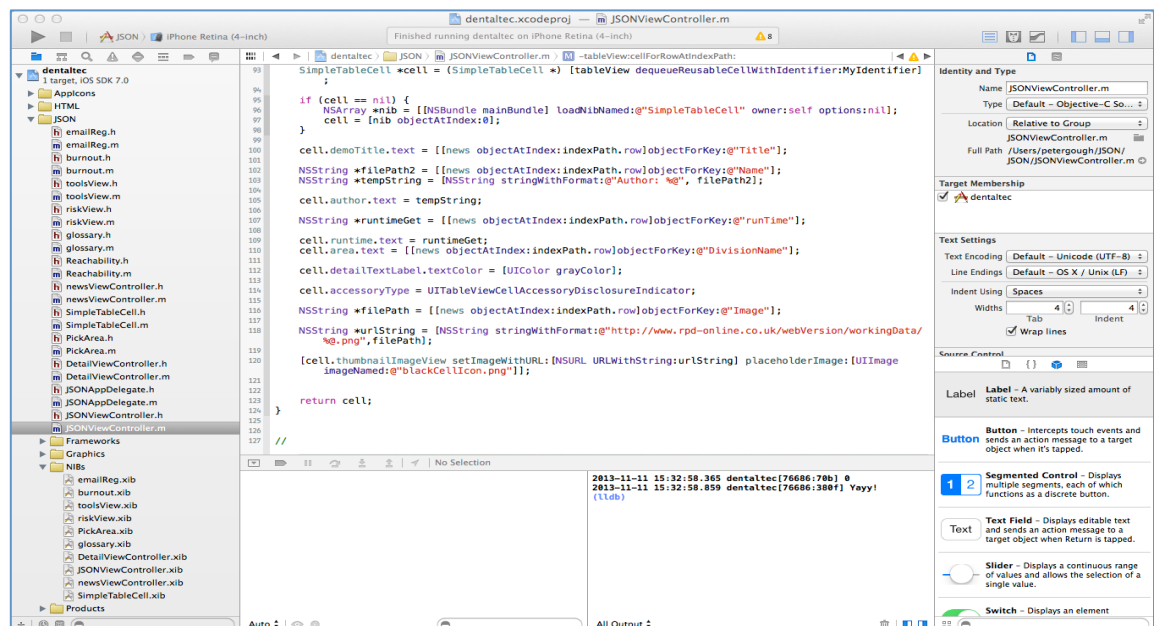 dentaltec.xcodeproj — JSONViewController.m
JSON iPhone Retina (4-inch)
Finished running dentaltec on iPhone Retina (4-inch)
8
dentaltec
1 target, iOS SDK 7.0
AppIcons
HTML
JSON
emailReg.h
emailReg.m
burnout.h
burnout.m
toolsView.h
toolsView.m
riskView.h
riskView.m
glossary.h
glossary.m
Reachability.h
Reachability.m
newsViewController.h
newsViewController.m
SimpleTableCell.h
SimpleTableCell.m
PickArea.h
PickArea.m
DetailViewController.h
DetailViewController.m
JSONAppDelegate.h
JSONAppDelegate.m
JSONViewController.h
JSONViewController.m
Frameworks
Graphics
NIBs
emailReg.xib
burnout.xib
toolsView.xib
riskView.xib
PickArea.xib
glossary.xib
DetailViewController.xib
JSONViewController.xib
newsViewController.xib
SimpleTableCell.xib
Products
dentaltec JSON JSONViewController.m -tableView:cellForRowAtIndexPath:
93 SimpleTableCell *cell = (SimpleTableCell *) [tableView dequeueReusableCellWithIdentifier:MyIdentifier]
;
94
95 if (cell == nil) {
96 NSArray *nib = [[NSBundle mainBundle] loadNibNamed:@"SimpleTableCell" owner:self options:nil];
97 cell = [nib objectAtIndex:0];
98 }
99
100 cell.demoTitle.text = [[news objectAtIndex:indexPath.row]objectForKey:@"Title"];
101
102 NSString *filePath2 = [[news objectAtIndex:indexPath.row]objectForKey:@"Name"];
103 NSString *tempString = [NSString stringWithFormat:@"Author: %@", filePath2];
104
105 cell.author.text = tempString;
106
107 NSString *runtimeGet = [[news objectAtIndex:indexPath.row]objectForKey:@"runTime"];
108
109 cell.runtime.text = runtimeGet;
110 cell.area.text = [[news objectAtIndex:indexPath.row]objectForKey:@"DivisionName"];
111
112 cell.detailTextLabel.textColor = [UIColor grayColor];
113
114 cell.accessoryType = UITableViewCellAccessoryDisclosureIndicator;
115
116 NSString *filePath = [[news objectAtIndex:indexPath.row]objectForKey:@"Image"];
117
118 NSString *urlString = [NSString stringWithFormat:@"http://www.rpd-online.co.uk/webVersion/workingData/
%@.png",filePath];
119
120 [cell.thumbnailImageView setImageWithURL:[NSURL URLWithString:urlString] placeholderImage:[UIImage
imageNamed:@"blackCellIcon.png"]];
121
122
123 return cell;
124 }
125
126
127 //
No Selection
2013-11-11 15:32:58.365 dentaltec[76686:70b] 0
2013-11-11 15:32:58.859 dentaltec[76686:380f] Yayy!
(lldb)
Auto
All Output
Identity and Type
Name JSONViewController.m
Type Default - Objective-C So...
Location Relative to Group
JSONViewController.m
Full Path /Users/petergough/JSON/
JSON/JSONViewController.m
Target Membership
dentaltec
Text Settings
Text Encoding Default - Unicode (UTF-8)
Line Endings Default - OS X / Unix (LF)
Indent Using Spaces
Widths 4 4
Tab Indent
Wrap lines
Source Control
Label Label - A variably sized amount of
static text.
Button Button - Intercepts touch events and
sends an action message to a target
object when it's tapped.
1 2 Segmented Control - Displays
multiple segments, each of which
functions as a discrete button.
Text Text Field - Displays editable text
and sends an action message to a
target object when Return is tapped.
Slider - Displays a continuous range
of values and allows the selection of a
single value.
Switch - Displays an element